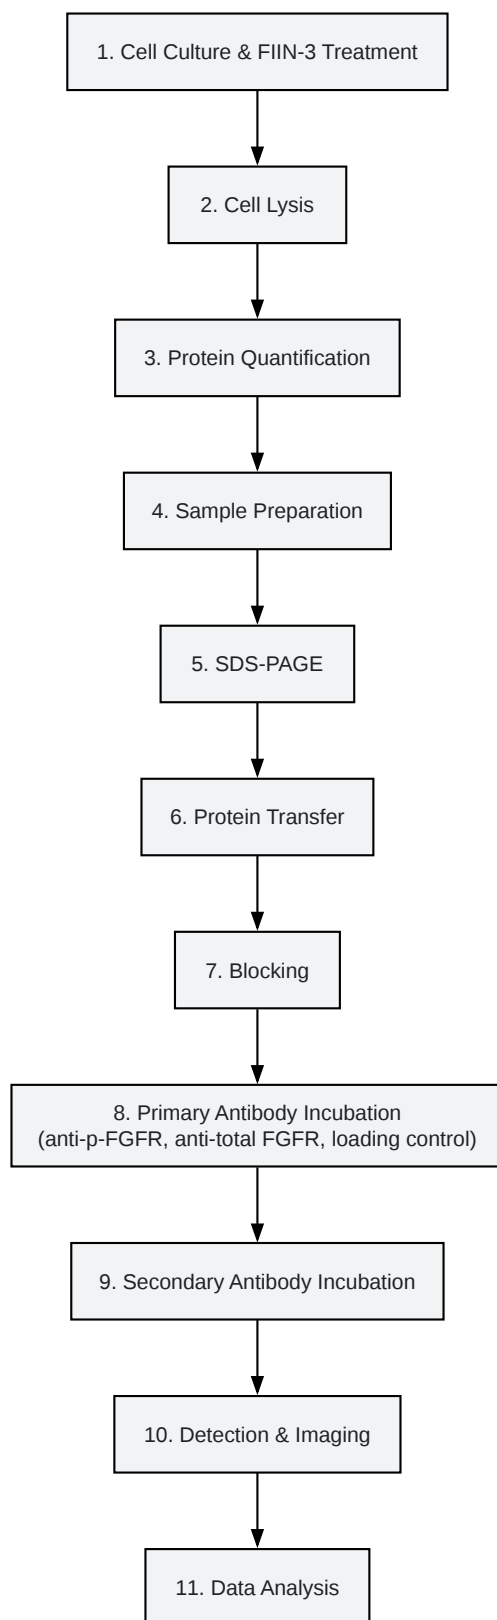 1. Cell Culture & FIIN-3 Treatment
2. Cell Lysis
3. Protein Quantification
4. Sample Preparation
5. SDS-PAGE
6. Protein Transfer
7. Blocking
8. Primary Antibody Incubation
(anti-p-FGFR, anti-total FGFR, loading control)
9. Secondary Antibody Incubation
10. Detection & Imaging
11. Data Analysis